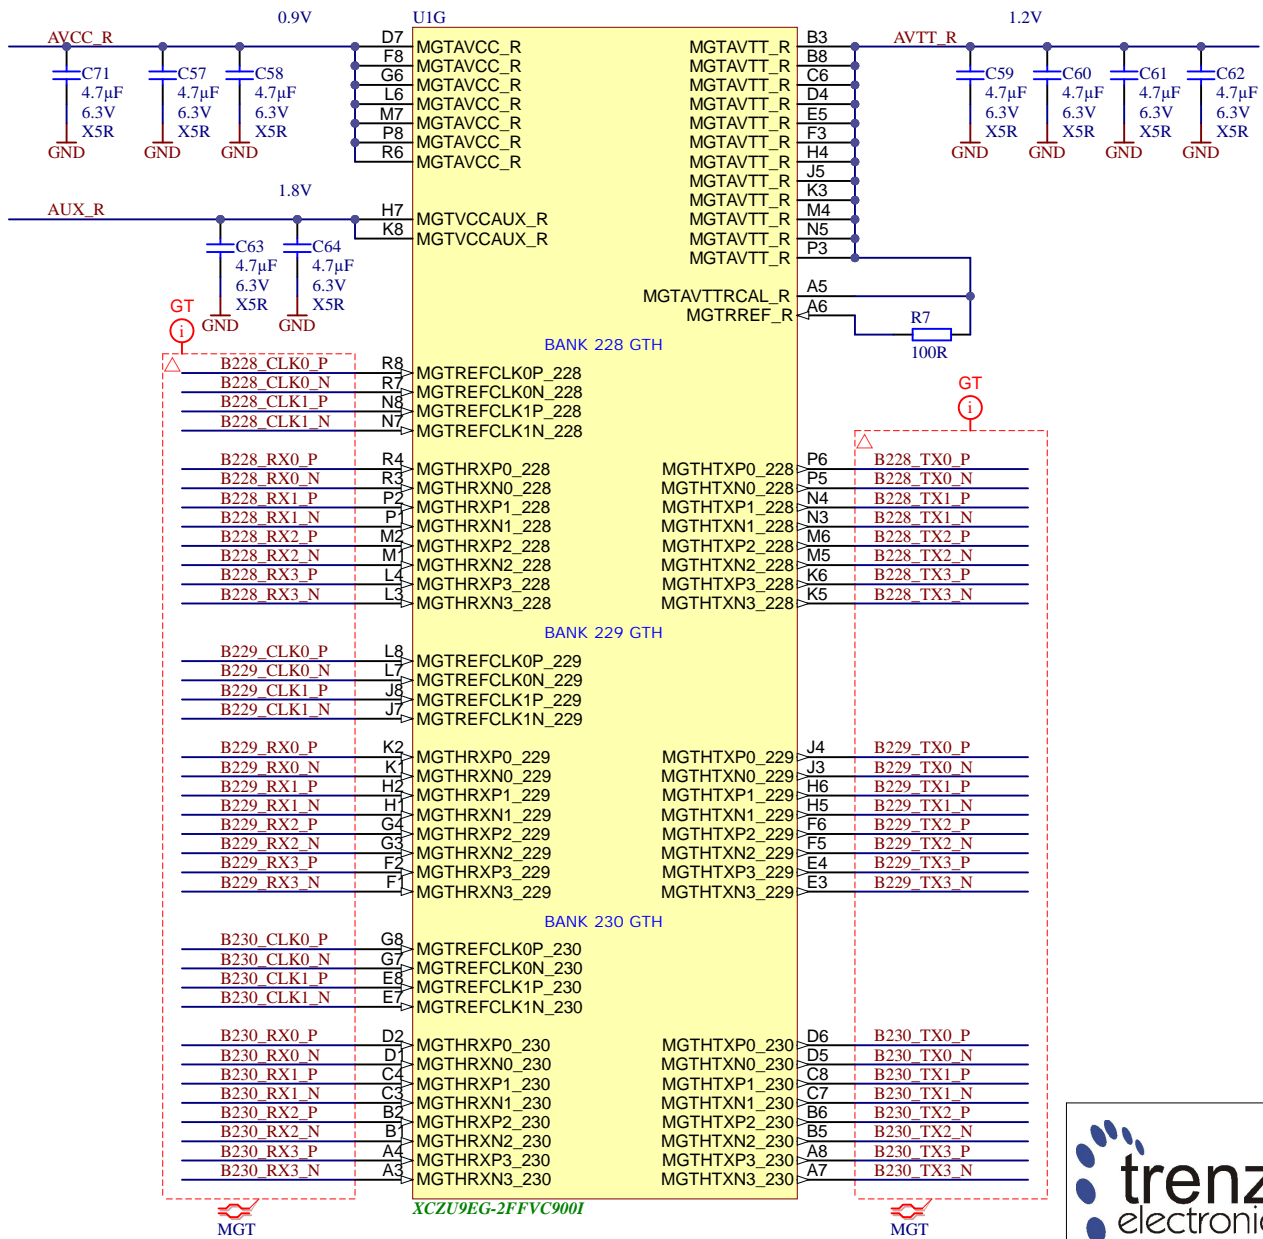 0.9V
U1G
1.2V
AVCC_R
D7 MGTAVCC_R
F8 MGTAVCC_R
G6 MGTAVCC_R
L6 MGTAVCC_R
M7 MGTAVCC_R
P8 MGTAVCC_R
R6 MGTAVCC_R
MGTAVTT_R B3
MGTAVTT_R B8
MGTAVTT_R C6
MGTAVTT_R D4
MGTAVTT_R E5
MGTAVTT_R F3
MGTAVTT_R H4
MGTAVTT_R J5
MGTAVTT_R K3
MGTAVTT_R M4
MGTAVTT_R N5
MGTAVTT_R P3
AVTT_R
C71
4.7µF
6.3V
X5R
GND
C57
4.7µF
6.3V
X5R
GND
C58
4.7µF
6.3V
X5R
GND
C59
4.7µF
6.3V
X5R
GND
C60
4.7µF
6.3V
X5R
GND
C61
4.7µF
6.3V
X5R
GND
C62
4.7µF
6.3V
X5R
GND
1.8V
AUX_R
H7 MGTVCCAUX_R
K8 MGTVCCAUX_R
C63
4.7µF
6.3V
X5R
GND
C64
4.7µF
6.3V
X5R
GND
MGTAVTTRCAL_R A5
MGTRREF_R A6
R7
100R
GT
i
GT
i
BANK 228 GTH
B228_CLK0_P R8 MGTREFCLK0P_228
B228_CLK0_N R7 MGTREFCLK0N_228
B228_CLK1_P N8 MGTREFCLK1P_228
B228_CLK1_N N7 MGTREFCLK1N_228
B228_RX0_P R4 MGTHRXP0_228 MGTHTXP0_228 P6 B228_TX0_P
B228_RX0_N R3 MGTHRXN0_228 MGTHTXN0_228 P5 B228_TX0_N
B228_RX1_P P2 MGTHRXP1_228 MGTHTXP1_228 N4 B228_TX1_P
B228_RX1_N P1 MGTHRXN1_228 MGTHTXN1_228 N3 B228_TX1_N
B228_RX2_P M2 MGTHRXP2_228 MGTHTXP2_228 M6 B228_TX2_P
B228_RX2_N M1 MGTHRXN2_228 MGTHTXN2_228 M5 B228_TX2_N
B228_RX3_P L4 MGTHRXP3_228 MGTHTXP3_228 K6 B228_TX3_P
B228_RX3_N L3 MGTHRXN3_228 MGTHTXN3_228 K5 B228_TX3_N
BANK 229 GTH
B229_CLK0_P L8 MGTREFCLK0P_229
B229_CLK0_N L7 MGTREFCLK0N_229
B229_CLK1_P J8 MGTREFCLK1P_229
B229_CLK1_N J7 MGTREFCLK1N_229
B229_RX0_P K2 MGTHRXP0_229 MGTHTXP0_229 J4 B229_TX0_P
B229_RX0_N K1 MGTHRXN0_229 MGTHTXN0_229 J3 B229_TX0_N
B229_RX1_P H2 MGTHRXP1_229 MGTHTXP1_229 H6 B229_TX1_P
B229_RX1_N H1 MGTHRXN1_229 MGTHTXN1_229 H5 B229_TX1_N
B229_RX2_P G4 MGTHRXP2_229 MGTHTXP2_229 F6 B229_TX2_P
B229_RX2_N G3 MGTHRXN2_229 MGTHTXN2_229 F5 B229_TX2_N
B229_RX3_P F2 MGTHRXP3_229 MGTHTXP3_229 E4 B229_TX3_P
B229_RX3_N F1 MGTHRXN3_229 MGTHTXN3_229 E3 B229_TX3_N
BANK 230 GTH
B230_CLK0_P G8 MGTREFCLK0P_230
B230_CLK0_N G7 MGTREFCLK0N_230
B230_CLK1_P E8 MGTREFCLK1P_230
B230_CLK1_N E7 MGTREFCLK1N_230
B230_RX0_P D2 MGTHRXP0_230 MGTHTXP0_230 D6 B230_TX0_P
B230_RX0_N D1 MGTHRXN0_230 MGTHTXN0_230 D5 B230_TX0_N
B230_RX1_P C4 MGTHRXP1_230 MGTHTXP1_230 C8 B230_TX1_P
B230_RX1_N C3 MGTHRXN1_230 MGTHTXN1_230 C7 B230_TX1_N
B230_RX2_P B2 MGTHRXP2_230 MGTHTXP2_230 B6 B230_TX2_P
B230_RX2_N B1 MGTHRXN2_230 MGTHTXN2_230 B5 B230_TX2_N
B230_RX3_P A4 MGTHRXP3_230 MGTHTXP3_230 A8 B230_TX3_P
B230_RX3_N A3 MGTHRXN3_230 MGTHTXN3_230 A7 B230_TX3_N
XCZU9EG-2FFVC900I
MGT
MGT
trenz
electronic